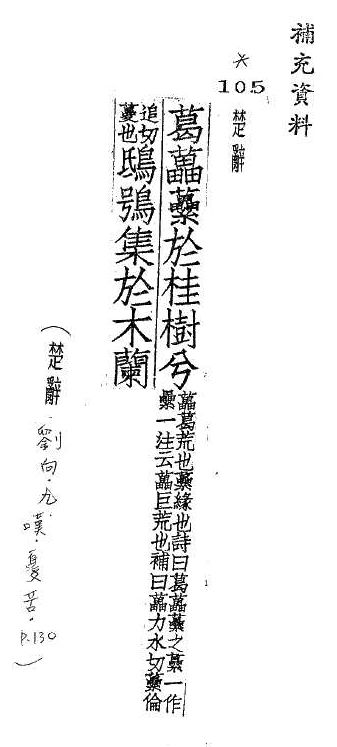 補充資料
*
105
楚辭
葛藟虆於桂樹兮
藟葛荒也虆緣也詩曰葛藟虆之虆一作
纍一注云藟巨荒也補曰藟力水切虆倫
追切
蔓也
鴟鴞集於木蘭
(楚辭·劉向·九嘆·憂苦·P.130)